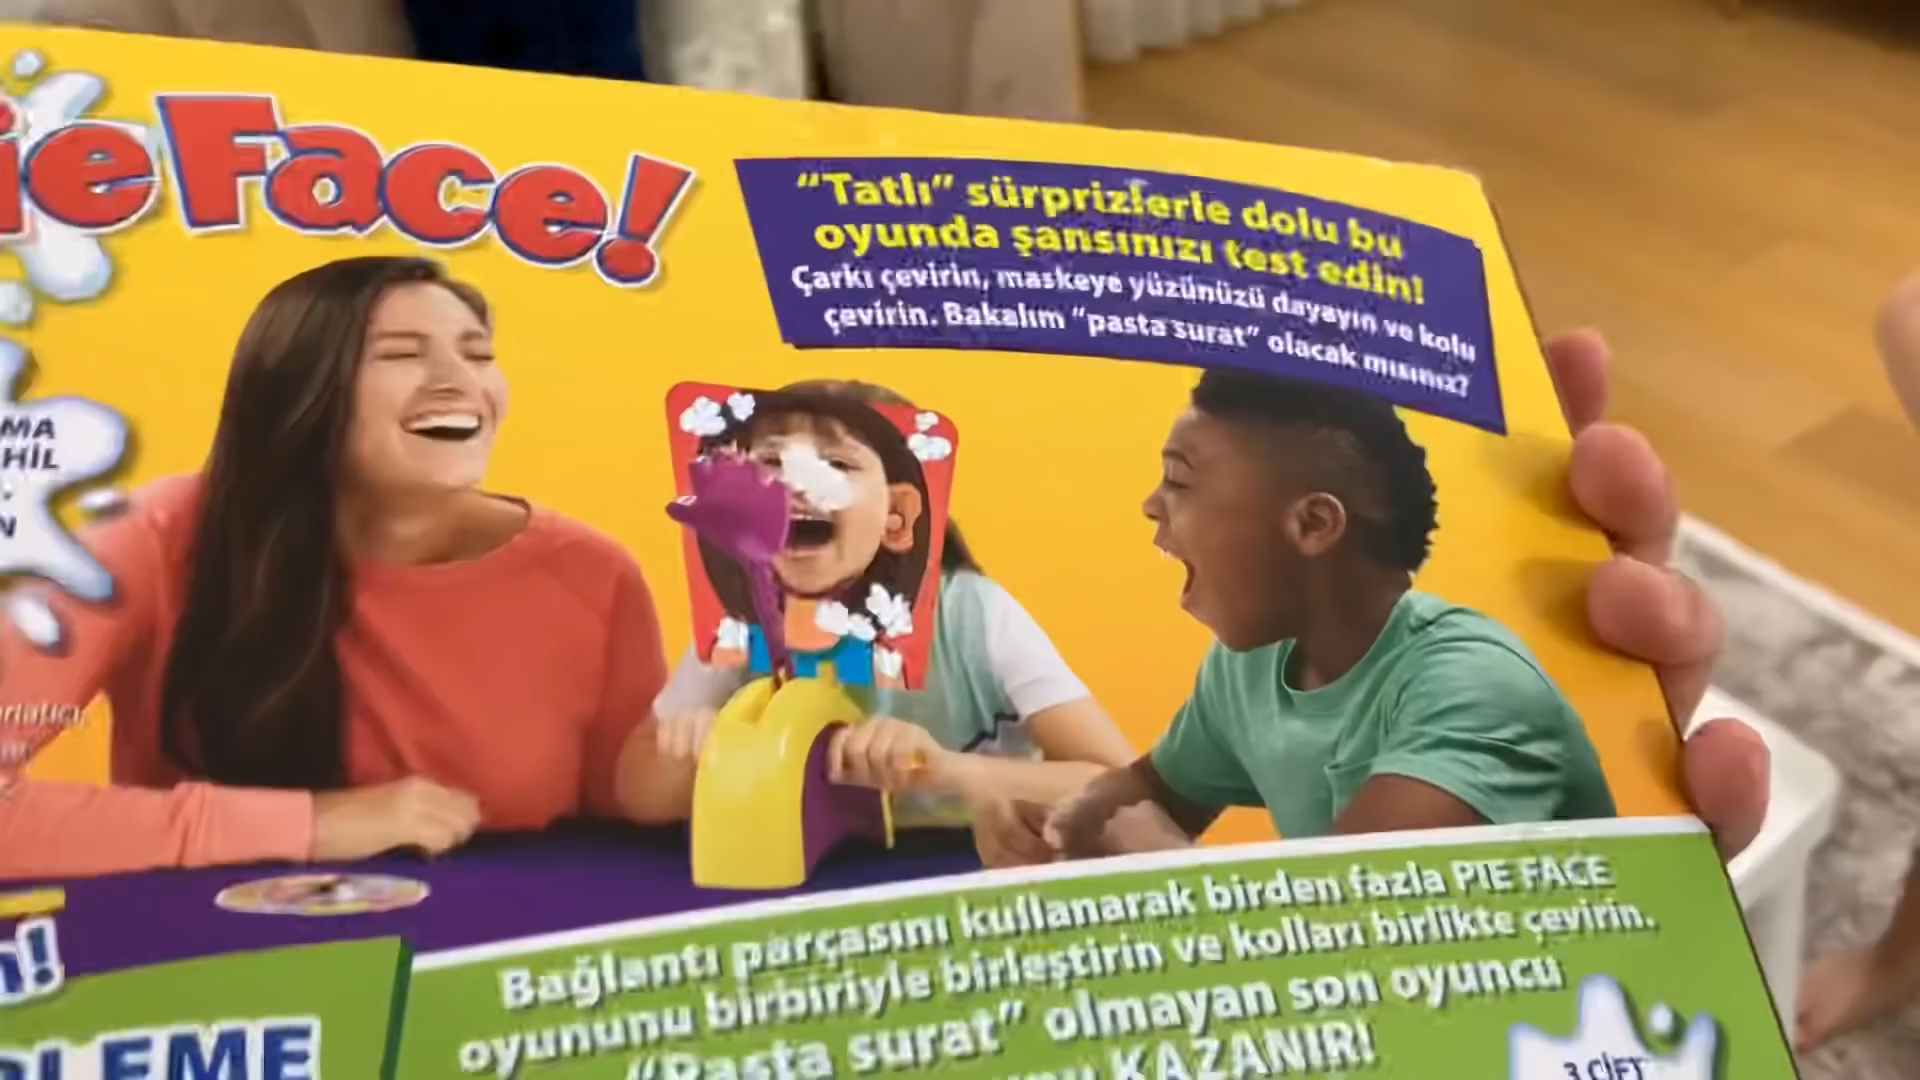 ie Face!
"Tatlı" sürprizlerle dolu bu
oyunda şansınızı test edin!
Çarkı çevirin, maskeye yüzünüzü dayayın ve kolu
çevirin. Bakalım "pasta surat" olacak mısınız?
MA
HİL
N
n!
LEME
Bağlantı parçasını kullanarak birden fazla PIE FACE
oyununu birbiriyle birleştirin ve kolları birlikte çevirin.
"Pasta surat" olmayan son oyuncu
KAZANIR!
3 ÇİFT